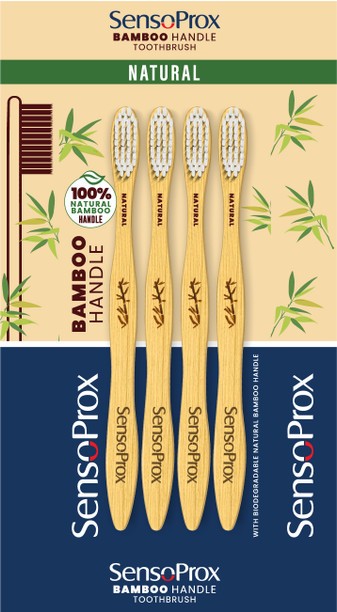 SensoProx
BAMBOO HANDLE
TOOTHBRUSH
NATURAL
100%
NATURAL
BAMBOO
HANDLE
BAMBOO
HANDLE
NATURAL
NATURAL
NATURAL
NATURAL
SensoProx
SensoProx
SensoProx
SensoProx
SensoProx
WITH BIODEGRADABLE NATURAL BAMBOO HANDLE
SensoProx
SensoProx
BAMBOO HANDLE
TOOTHBRUSH